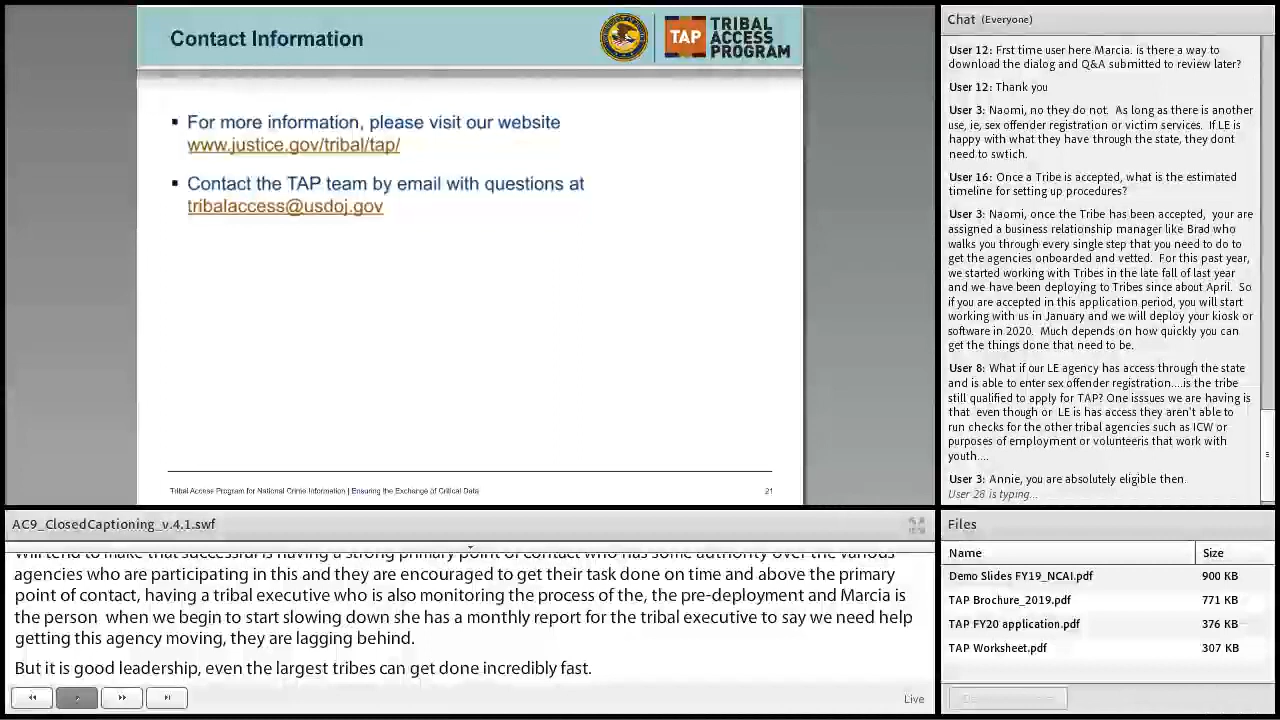 Contact Information
TAP
TRIBAL
ACCESS
PROGRAM
▪ For more information, please visit our website
www.justice.gov/tribal/tap/
▪ Contact the TAP team by email with questions at
tribalaccess@usdoj.gov
Tribal Access Program for National Crime Information | Ensuring the Exchange of Critical Data
21
Chat (Everyone)
User 12: Frst time user here Marcia. is there a way to
download the dialog and Q&A submitted to review later?
User 12: Thank you
User 3: Naomi, no they do not. As long as there is another
use, ie, sex offender registration or victim services. If LE is
happy with what they have through the state, they dont
need to swtich.
User 16: Once a Tribe is accepted, what is the estimated
timeline for setting up procedures?
User 3: Naomi, once the Tribe has been accepted, your are
assigned a business relationship manager like Brad who
walks you through every single step that you need to do to
get the agencies onboarded and vetted. For this past year,
we started working with Tribes in the late fall of last year
and we have been deploying to Tribes since about April. So
if you are accepted in this application period, you will start
working with us in January and we will deploy your kiosk or
software in 2020. Much depends on how quickly you can
get the things done that need to be.
User 8: What if our LE agency has access through the state
and is able to enter sex offender registration....is the tribe
still qualified to apply for TAP? One isssues we are having is
that even though or LE is has access they aren't able to
run checks for the other tribal agencies such as ICW or
purposes of employment or volunteeris that work with
youth....
User 3: Annie, you are absolutely eligible then.
User 28 is typing...
AC9_ClosedCaptioning_v.4.1.swf
will tend to make that successful is having a strong primary point of contact who has some authority over the various
agencies who are participating in this and they are encouraged to get their task done on time and above the primary
point of contact, having a tribal executive who is also monitoring the process of the, the pre-deployment and Marcia is
the person when we begin to start slowing down she has a monthly report for the tribal executive to say we need help
getting this agency moving, they are lagging behind.
But it is good leadership, even the largest tribes can get done incredibly fast.
Live
Files
Name Size
Demo Slides FY19_NCAI.pdf 900 KB
TAP Brochure_2019.pdf 771 KB
TAP FY20 application.pdf 376 KB
TAP Worksheet.pdf 307 KB